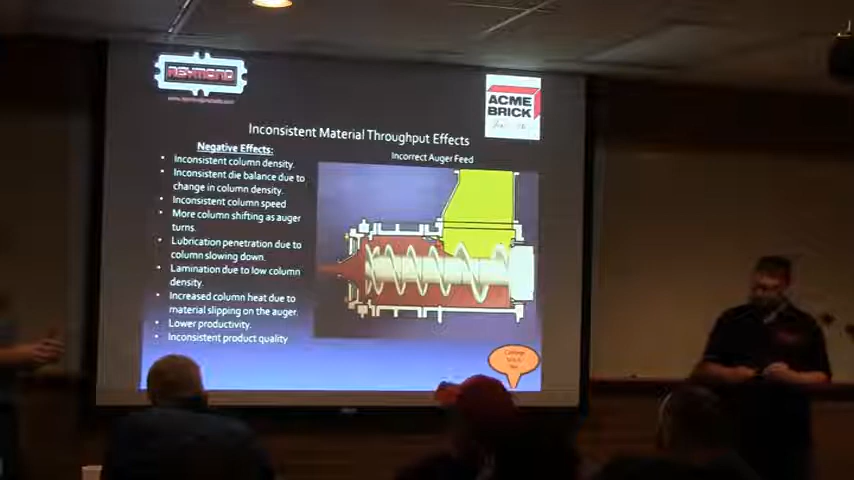 REYMOND
ACME
BRICK
Inconsistent Material Throughput Effects
Negative Effects:
Incorrect Auger Feed
• Inconsistent column density.
• Inconsistent die balance due to
change in column density.
• Inconsistent column speed
• More column shifting as auger
turns.
• Lubrication penetration due to
column slowing down.
• Lamination due to low column
density.
• Increased column heat due to
material slipping on the auger.
• Lower productivity.
• Inconsistent product quality